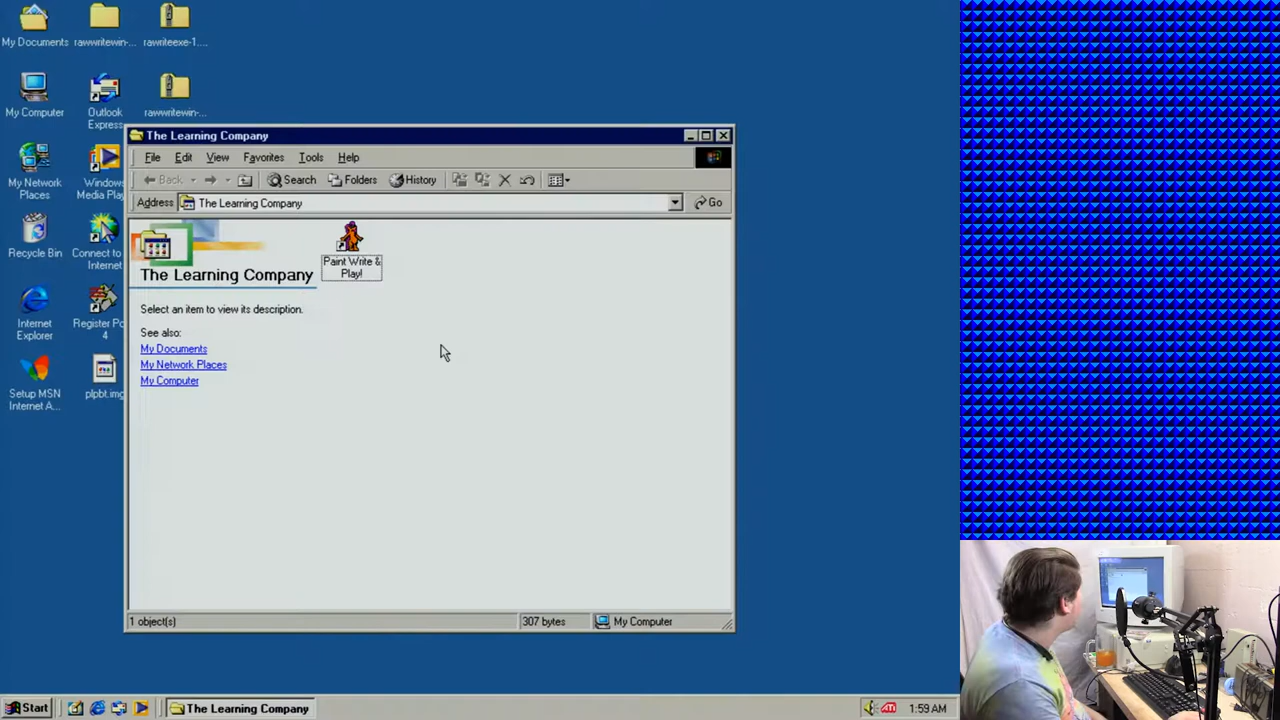 My Documents
rawwritewin-...
rawriteexe-1....
My Computer
Outlook
Express
rawwritewin-...
My Network
Places
Windows
Media Play
Recycle Bin
Connect to
Internet
Internet
Explorer
Register Po
4
Setup MSN
Internet A...
plpbt.img
The Learning Company
File Edit View Favorites Tools Help
Back Search Folders History
Address The Learning Company Go
The Learning Company
Paint Write &
Play!
Select an item to view its description.
See also:
My Documents
My Network Places
My Computer
1 object(s) 307 bytes My Computer
Start The Learning Company ATI 1:59 AM